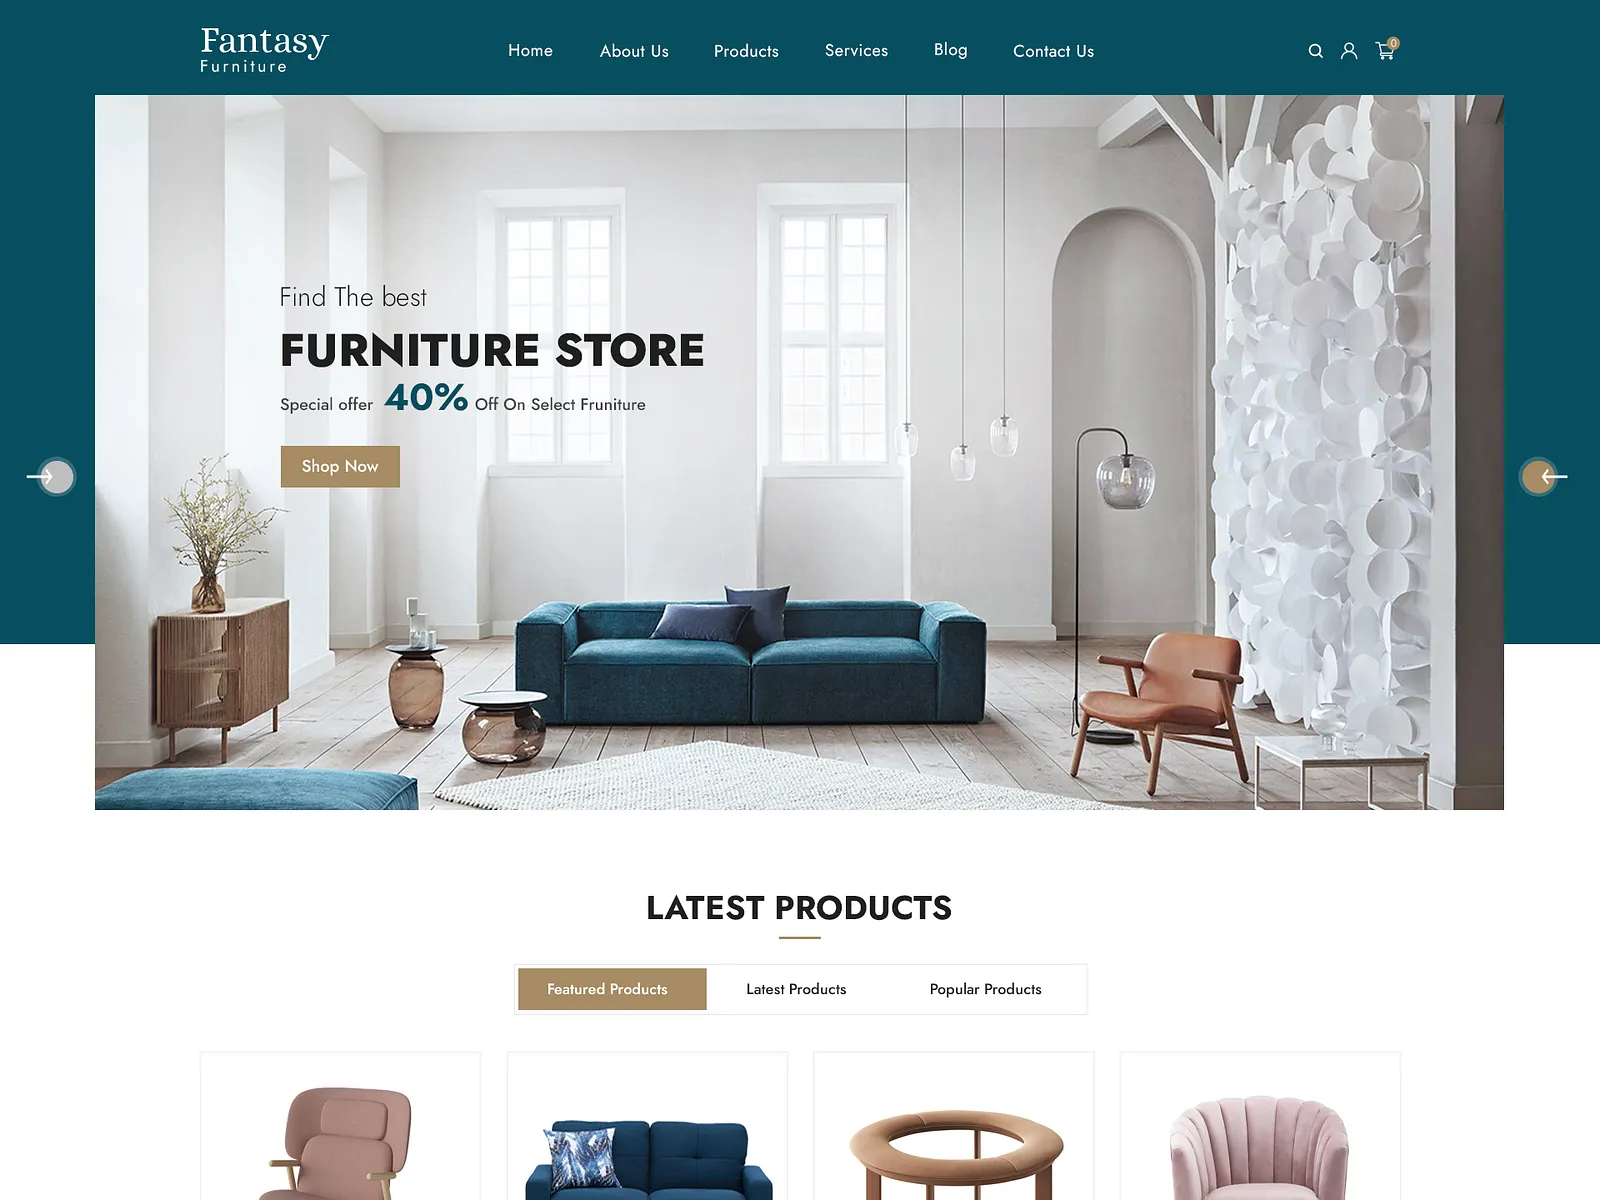 Fantasy
Furniture
Home About Us Products Services Blog Contact Us
0
Find The best
FURNITURE STORE
Special offer 40% Off On Select Fruniture
Shop Now
LATEST PRODUCTS
Featured Products Latest Products Popular Products